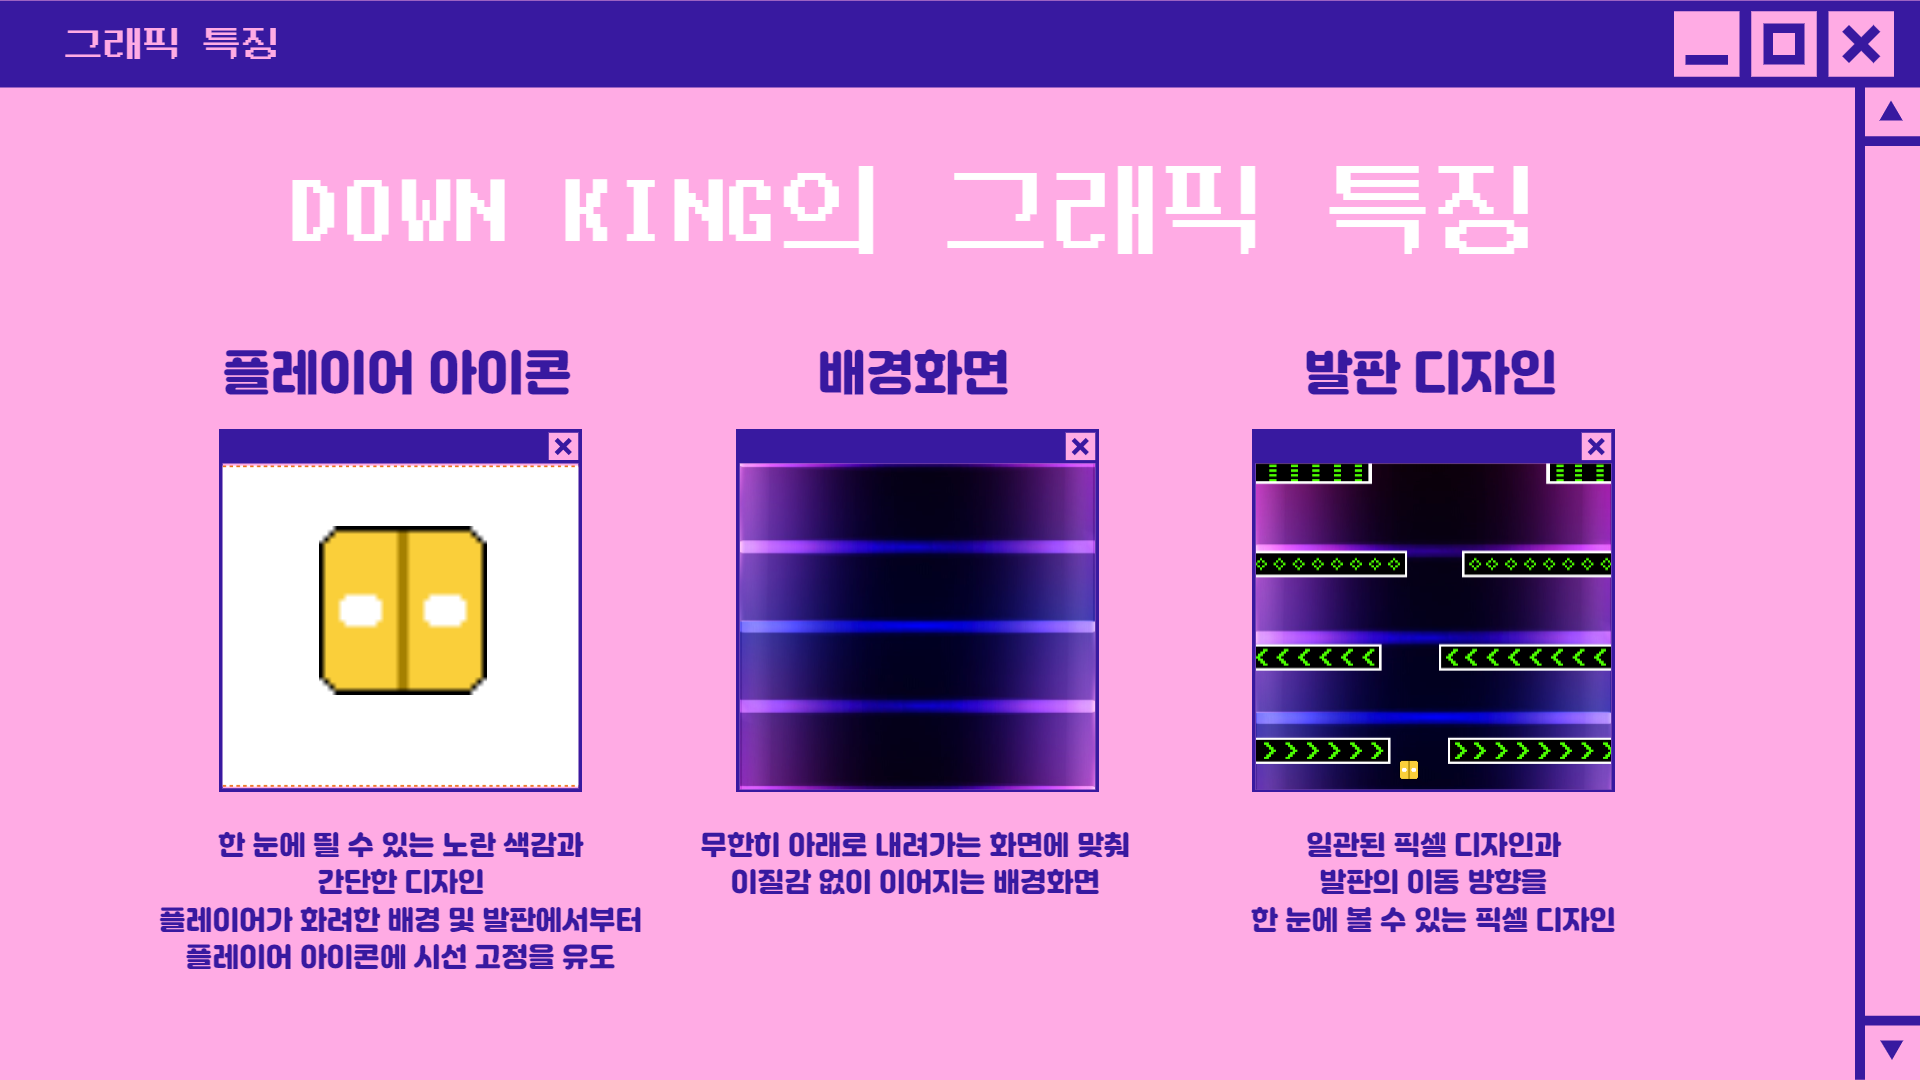 그래픽 특징
DOWN KING의 그래픽 특징
플레이어 아이콘
한 눈에 띌 수 있는 노란 색감과
간단한 디자인
플레이어가 화려한 배경 및 발판에서부터
플레이어 아이콘에 시선 고정을 유도
배경화면
무한히 아래로 내려가는 화면에 맞춰
이질감 없이 이어지는 배경화면
발판 디자인
일관된 픽셀 디자인과
발판의 이동 방향을
한 눈에 볼 수 있는 픽셀 디자인